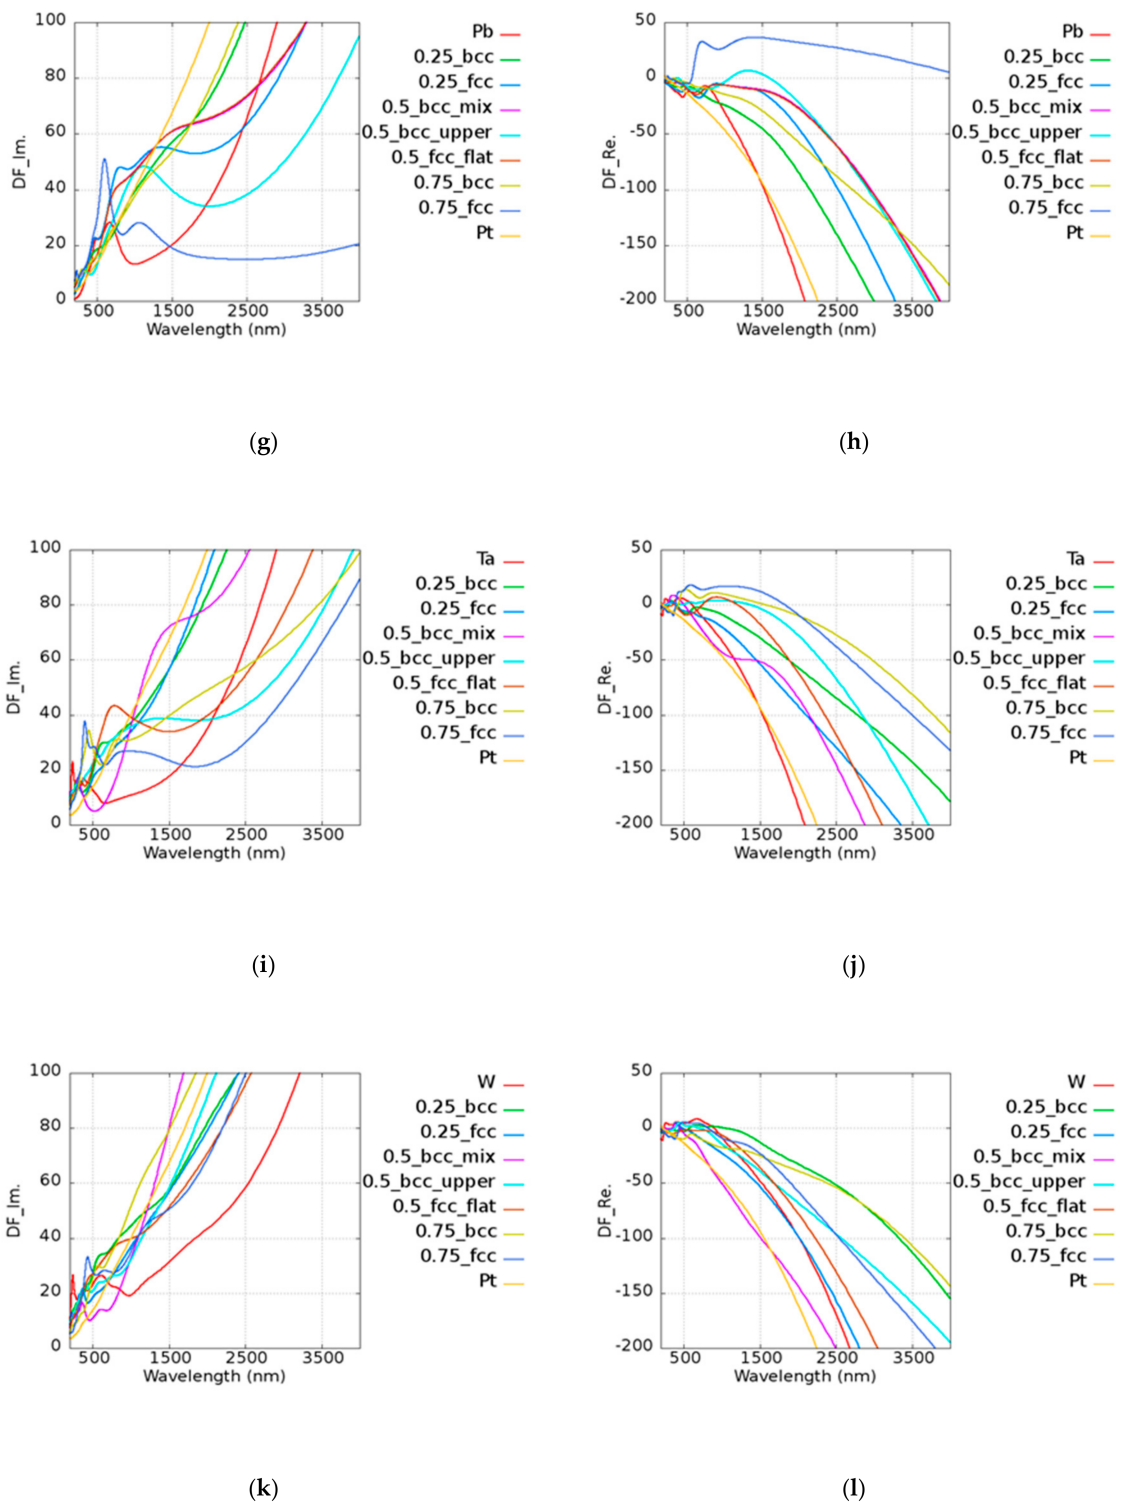 100
80
60
40
20
0
DF_Im.
500 1500 2500 3500
Wavelength (nm)
Pb
0.25_bcc
0.25_fcc
0.5_bcc_mix
0.5_bcc_upper
0.5_fcc_flat
0.75_bcc
0.75_fcc
Pt
(g)
50
0
-50
-100
-150
-200
DF_Re.
500 1500 2500 3500
Wavelength (nm)
Pb
0.25_bcc
0.25_fcc
0.5_bcc_mix
0.5_bcc_upper
0.5_fcc_flat
0.75_bcc
0.75_fcc
Pt
(h)
100
80
60
40
20
0
DF_Im.
500 1500 2500 3500
Wavelength (nm)
Ta
0.25_bcc
0.25_fcc
0.5_bcc_mix
0.5_bcc_upper
0.5_fcc_flat
0.75_bcc
0.75_fcc
Pt
(i)
50
0
-50
-100
-150
-200
DF_Re.
500 1500 2500 3500
Wavelength (nm)
Ta
0.25_bcc
0.25_fcc
0.5_bcc_mix
0.5_bcc_upper
0.5_fcc_flat
0.75_bcc
0.75_fcc
Pt
(j)
100
80
60
40
20
0
DF_Im.
500 1500 2500 3500
Wavelength (nm)
W
0.25_bcc
0.25_fcc
0.5_bcc_mix
0.5_bcc_upper
0.5_fcc_flat
0.75_bcc
0.75_fcc
Pt
(k)
50
0
-50
-100
-150
-200
DF_Re.
500 1500 2500 3500
Wavelength (nm)
W
0.25_bcc
0.25_fcc
0.5_bcc_mix
0.5_bcc_upper
0.5_fcc_flat
0.75_bcc
0.75_fcc
Pt
(l)